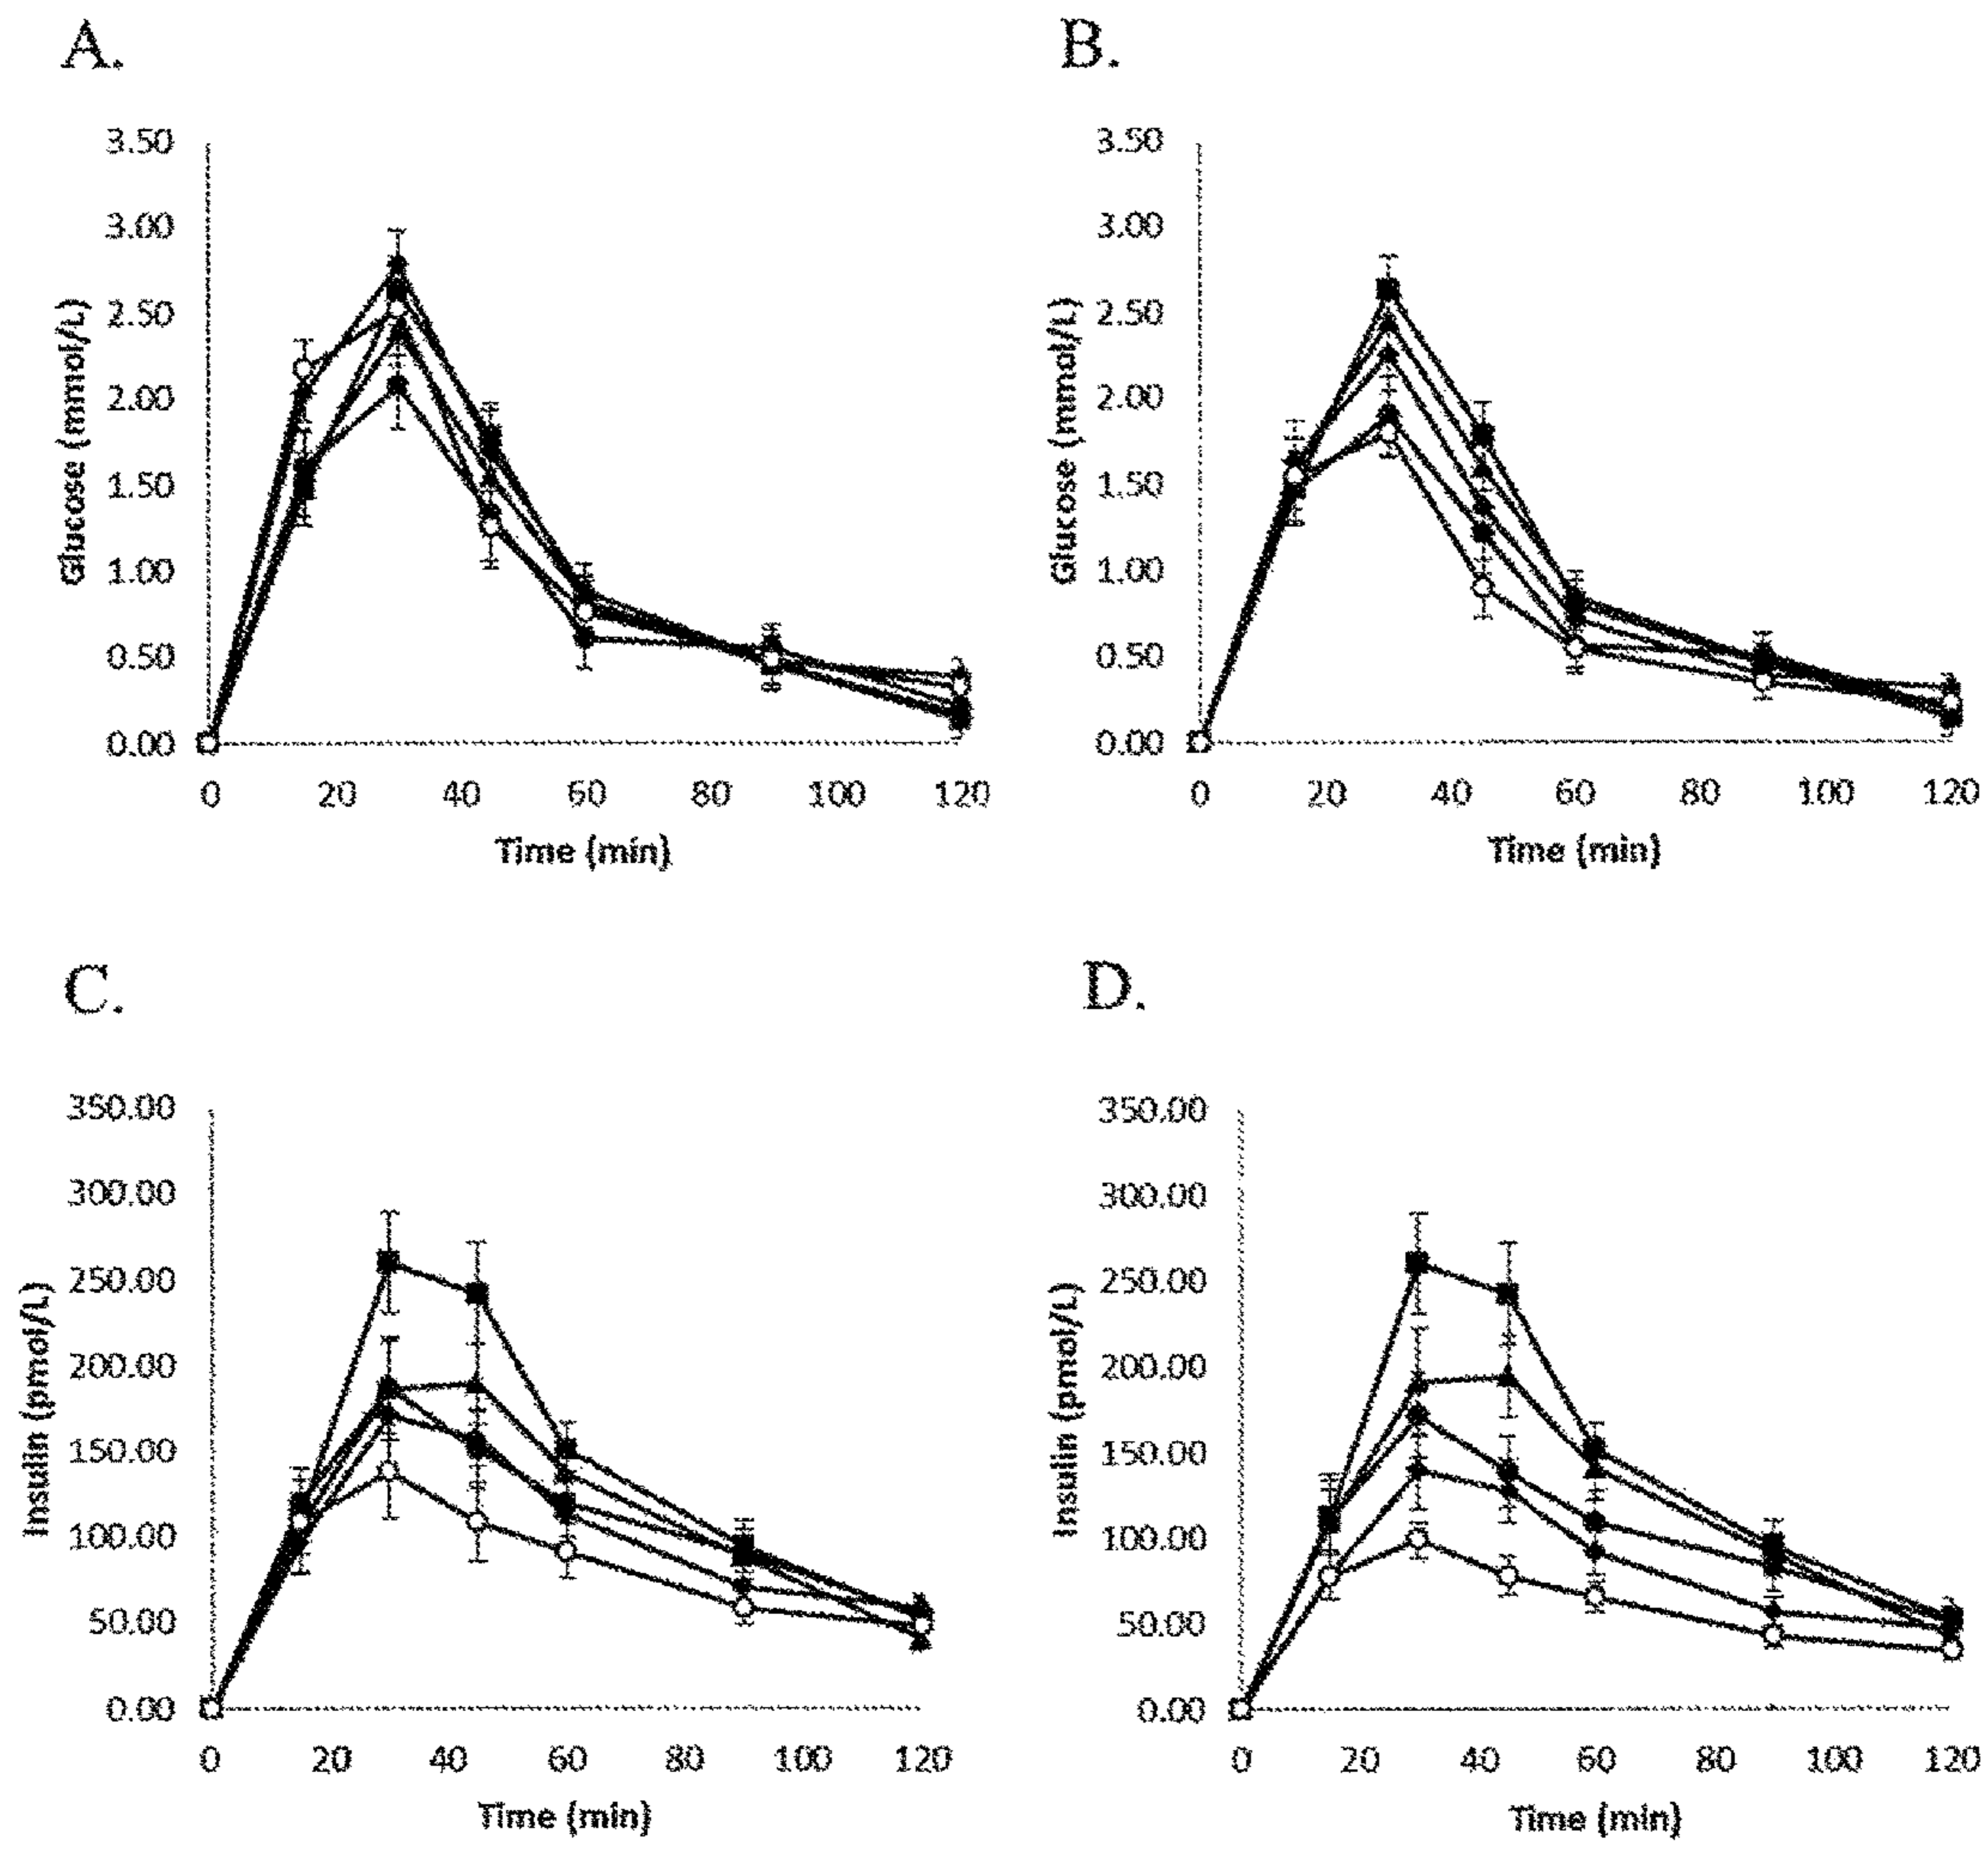 A.
3.50
3.00
2.50
2.00
1.50
1.00
0.50
0.00
Glucose (mmol/L)
0 20 40 60 80 100 120
Time (min)
B.
3.50
3.00
2.50
2.00
1.50
1.00
0.50
0.00
Glucose (mmol/L)
0 20 40 60 80 100 120
Time (min)
C.
350.00
300.00
250.00
200.00
150.00
100.00
50.00
0.00
Insulin (pmol/L)
0 20 40 60 80 100 120
Time (min)
D.
350.00
300.00
250.00
200.00
150.00
100.00
50.00
0.00
Insulin (pmol/L)
0 20 40 60 80 100 120
Time (min)